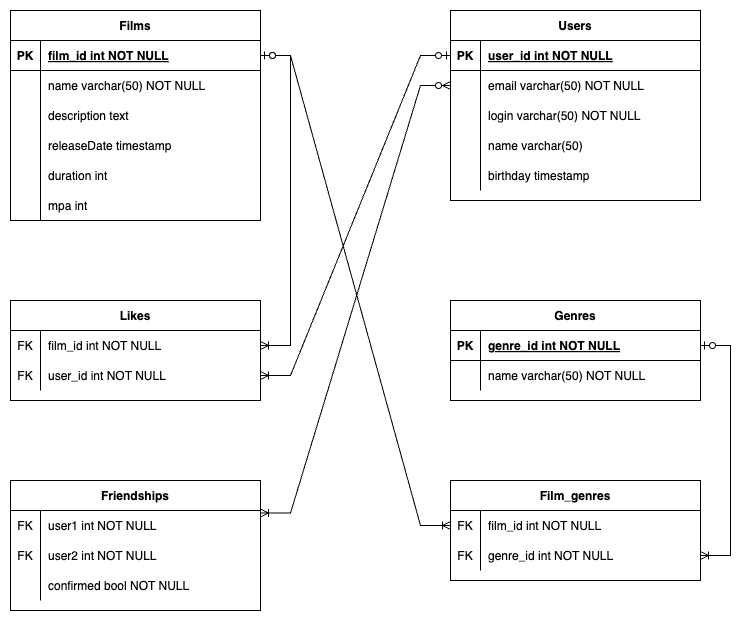 Films
PK film_id int NOT NULL
name varchar(50) NOT NULL
description text
releaseDate timestamp
duration int
mpa int
Users
PK user_id int NOT NULL
email varchar(50) NOT NULL
login varchar(50) NOT NULL
name varchar(50)
birthday timestamp
Likes
FK film_id int NOT NULL
FK user_id int NOT NULL
Genres
PK genre_id int NOT NULL
name varchar(50) NOT NULL
Friendships
FK user1 int NOT NULL
FK user2 int NOT NULL
confirmed bool NOT NULL
Film_genres
FK film_id int NOT NULL
FK genre_id int NOT NULL